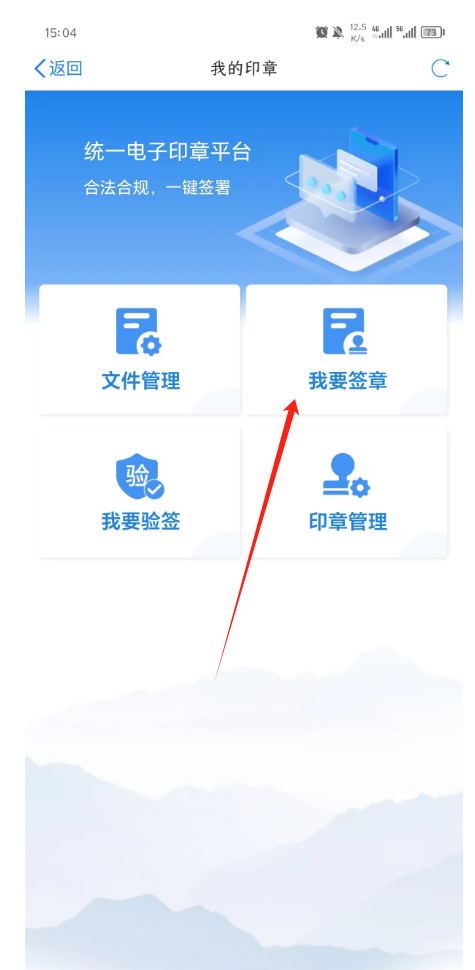 15:04
12.5
K/s
4G
5G
73
返回
我的印章
统一电子印章平台
合法合规，一键签署
文件管理
我要签章
验
我要验签
印章管理